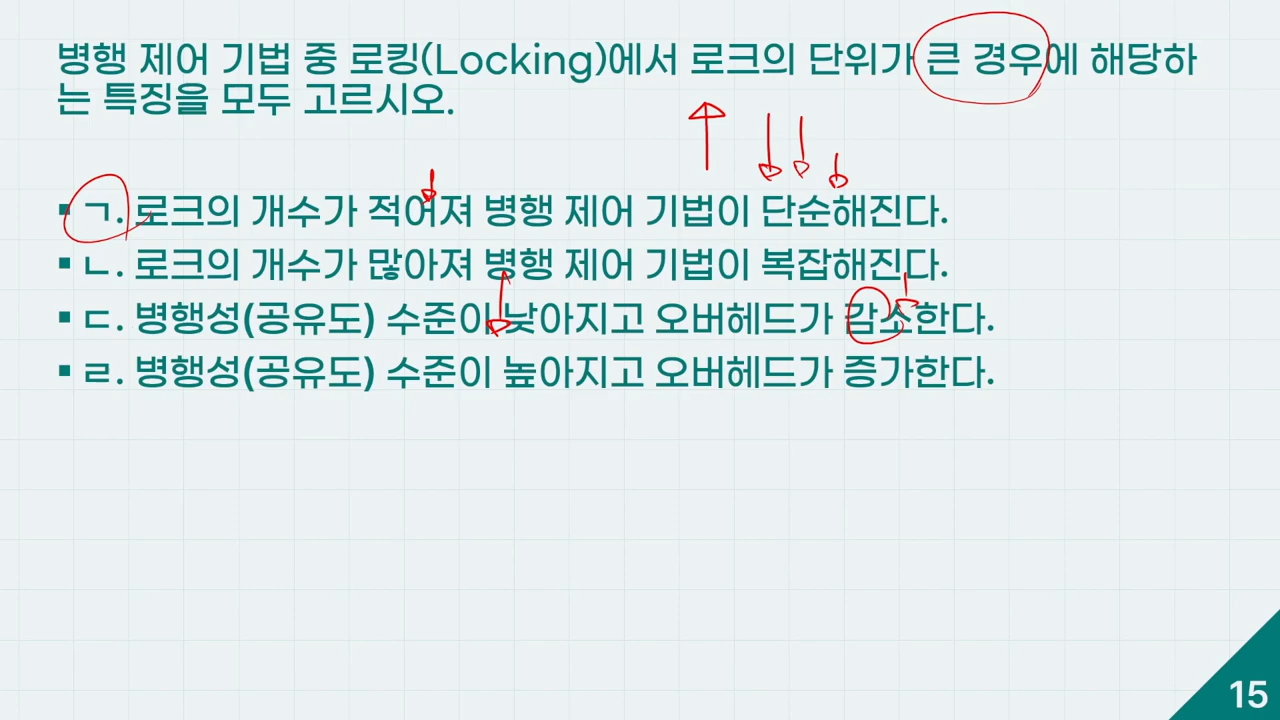 병행 제어 기법 중 로킹(Locking)에서 로크의 단위가 큰 경우에 해당하
는 특징을 모두 고르시오.
▪ ㄱ. 로크의 개수가 적어져 병행 제어 기법이 단순해진다.
▪ ㄴ. 로크의 개수가 많아져 병행 제어 기법이 복잡해진다.
▪ ㄷ. 병행성(공유도) 수준이 낮아지고 오버헤드가 감소한다.
▪ ㄹ. 병행성(공유도) 수준이 높아지고 오버헤드가 증가한다.
15